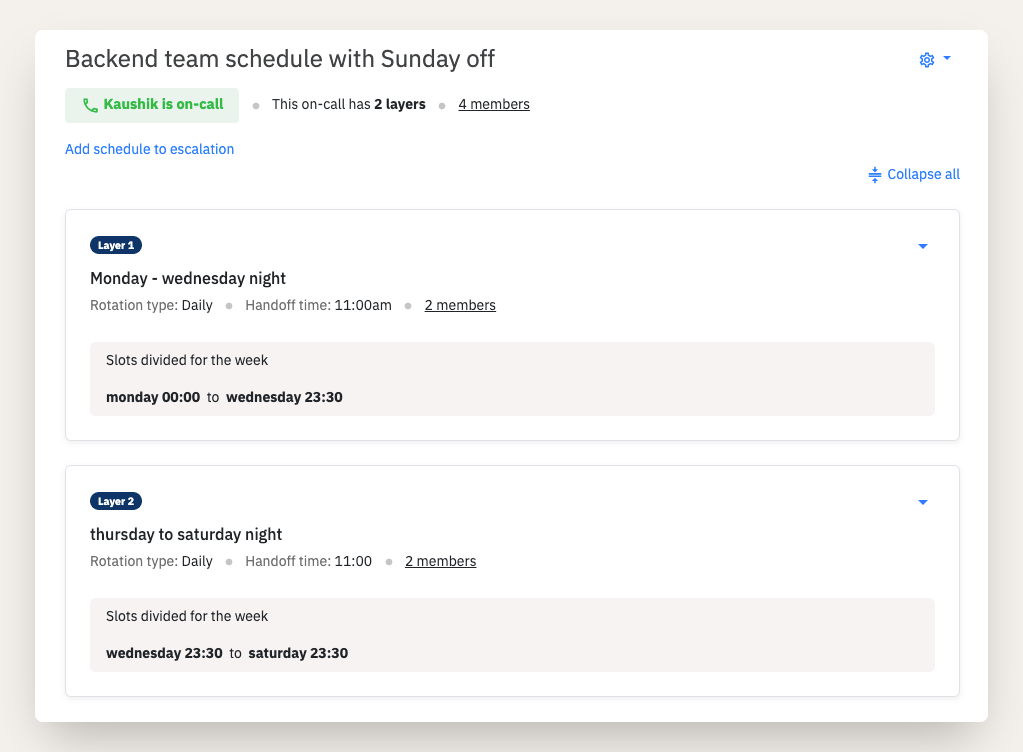 Backend team schedule with Sunday off
Kaushik is on-call This on-call has 2 layers 4 members
Add schedule to escalation
Collapse all
Layer 1
Monday - wednesday night
Rotation type: Daily Handoff time: 11:00am 2 members
Slots divided for the week
monday 00:00 to wednesday 23:30
Layer 2
thursday to saturday night
Rotation type: Daily Handoff time: 11:00 2 members
Slots divided for the week
wednesday 23:30 to saturday 23:30